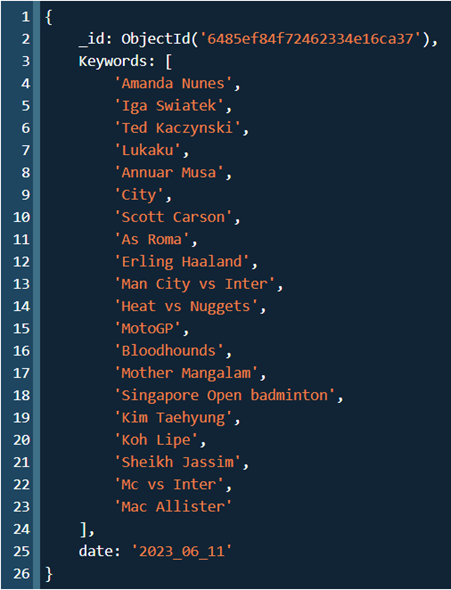 1 {
2 _id: ObjectId('6485ef84f72462334e16ca37'),
3 Keywords: [
4 'Amanda Nunes',
5 'Iga Swiatek',
6 'Ted Kaczynski',
7 'Lukaku',
8 'Annuar Musa',
9 'City',
10 'Scott Carson',
11 'As Roma',
12 'Erling Haaland',
13 'Man City vs Inter',
14 'Heat vs Nuggets',
15 'MotoGP',
16 'Bloodhounds',
17 'Mother Mangalam',
18 'Singapore Open badminton',
19 'Kim Taehyung',
20 'Koh Lipe',
21 'Sheikh Jassim',
22 'Mc vs Inter',
23 'Mac Allister'
24 ],
25 date: '2023_06_11'
26 }